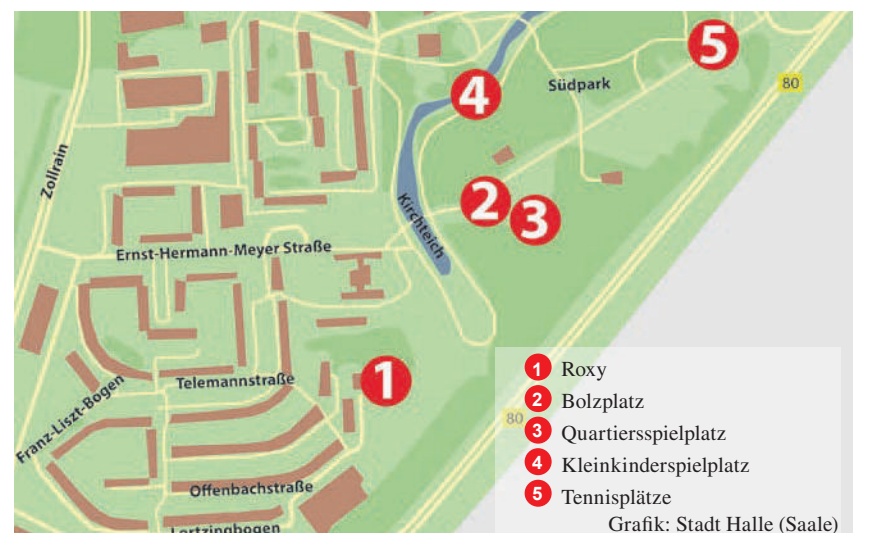 5
80
4
Südpark
Zollrain
2
3
Kirchteich
Ernst-Hermann-Meyer Straße
1
Telemannstraße
Franz-Liszt-Bogen
Offenbachstraße
Lortzingbogen
80
1 Roxy
2 Bolzplatz
3 Quartiersspielplatz
4 Kleinkinderspielplatz
5 Tennisplätze
Grafik: Stadt Halle (Saale)